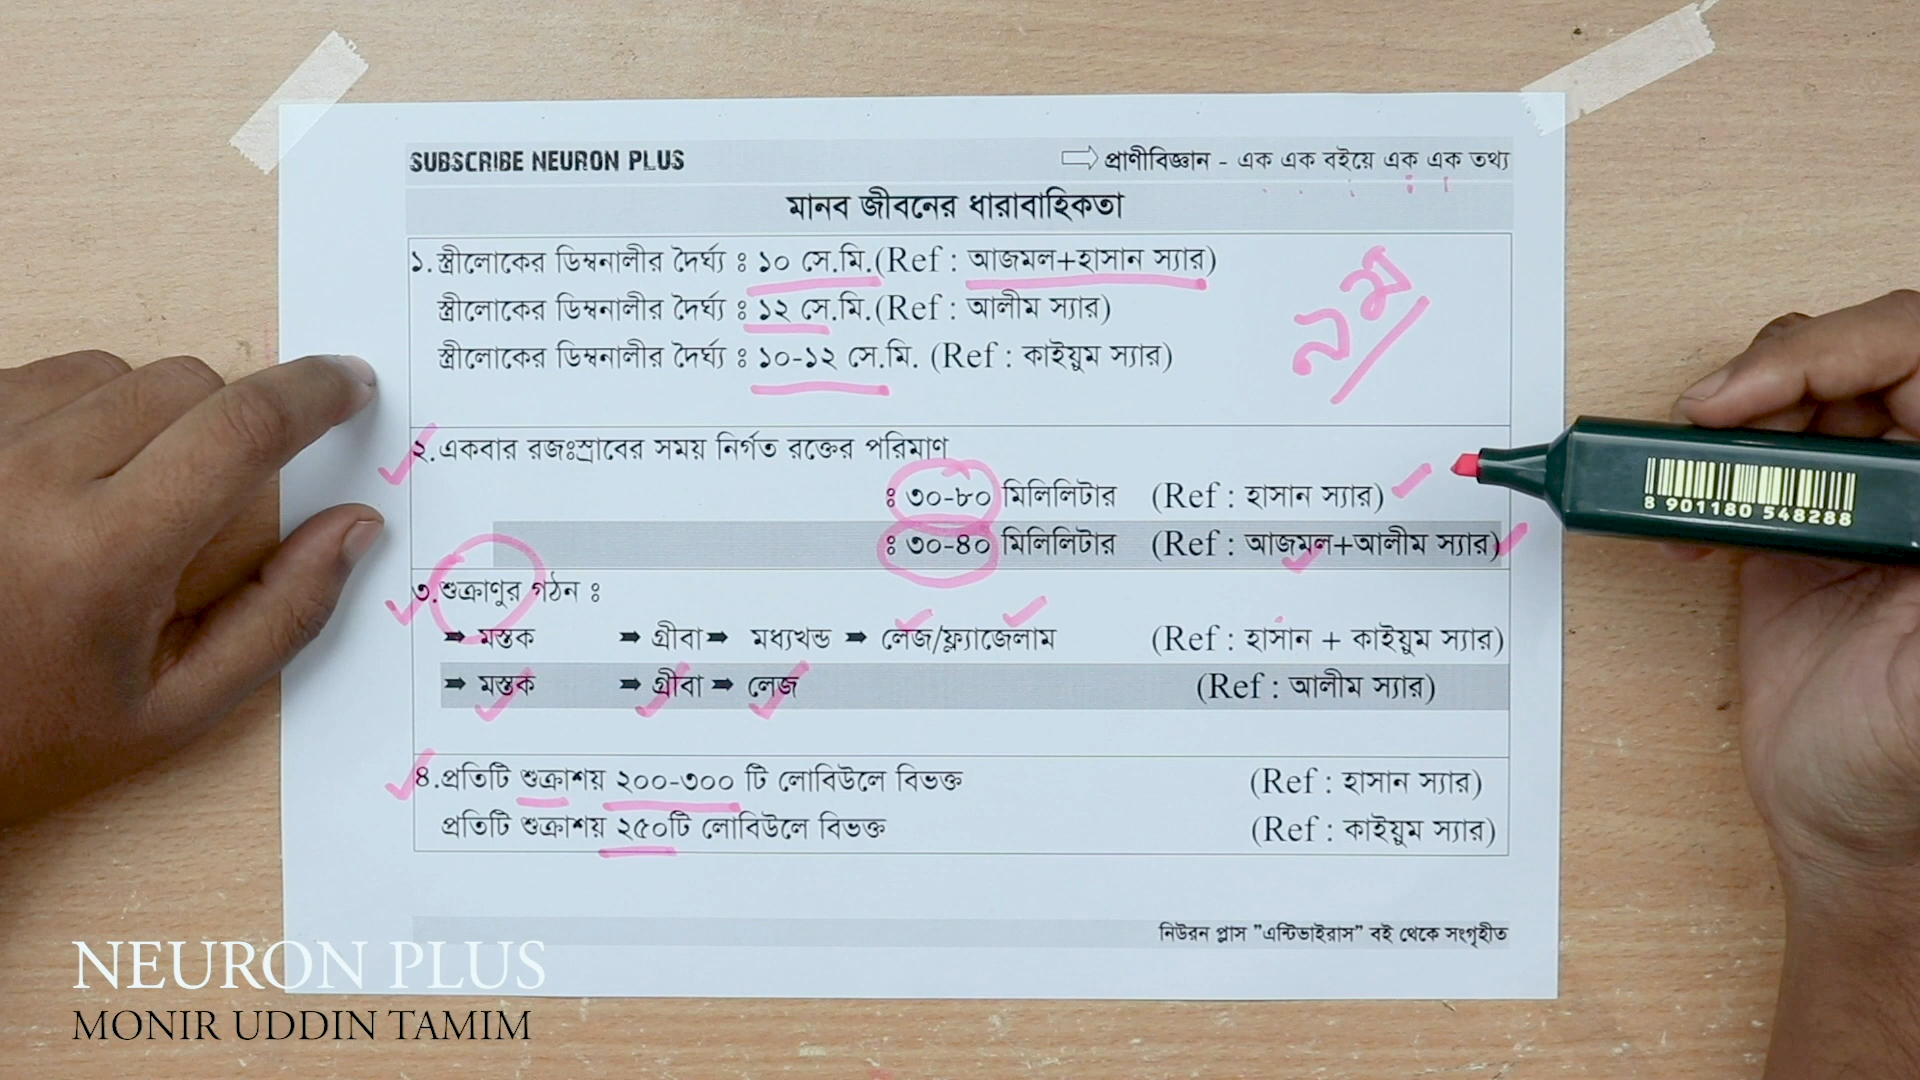 SUBSCRIBE NEURON PLUS
প্রাণীবিজ্ঞান - এক এক বইয়ে এক এক তথ্য
মানব জীবনের ধারাবাহিকতা
১. স্ত্রীলোকের ডিম্বনালীর দৈর্ঘ্য ঃ ১০ সে.মি.(Ref : আজমল+হাসান স্যার)
স্ত্রীলোকের ডিম্বনালীর দৈর্ঘ্য ঃ ১২ সে.মি.(Ref : আলীম স্যার)
স্ত্রীলোকের ডিম্বনালীর দৈর্ঘ্য ঃ ১০-১২ সে.মি. (Ref : কাইয়ুম স্যার)
২.একবার রজঃস্রাবের সময় নির্গত রক্তের পরিমাণ
ঃ ৩০-৮০ মিলিলিটার (Ref : হাসান স্যার)
ঃ ৩০-৪০ মিলিলিটার (Ref : আজমল+আলীম স্যার)
৩.শুক্রাণুর গঠন ঃ
➡ মস্তক ➡ গ্রীবা ➡ মধ্যখন্ড ➡ লেজ/ফ্ল্যাজেলাম (Ref : হাসান + কাইয়ুম স্যার)
➡ মস্তক ➡ গ্রীবা ➡ লেজ (Ref : আলীম স্যার)
৪.প্রতিটি শুক্রাশয় ২০০-৩০০ টি লোবিউলে বিভক্ত (Ref : হাসান স্যার)
প্রতিটি শুক্রাশয় ২৫০টি লোবিউলে বিভক্ত (Ref : কাইয়ুম স্যার)
নিউরন প্লাস "এন্টিভাইরাস" বই থেকে সংগৃহীত
8 901180 548288
NEURON PLUS
MONIR UDDIN TAMIM